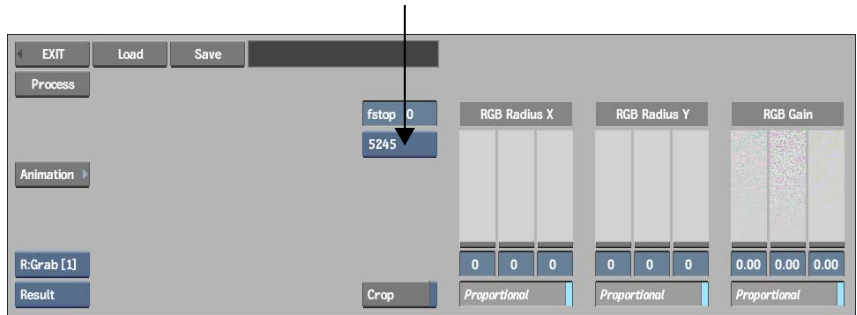 EXIT Load Save
Process
fstop 0 RGB Radius X RGB Radius Y RGB Gain
5245
Animation
R:Grab [1] 0 0 0 0 0 0 0.00 0.00 0.00
Result Crop Proportional Proportional Proportional